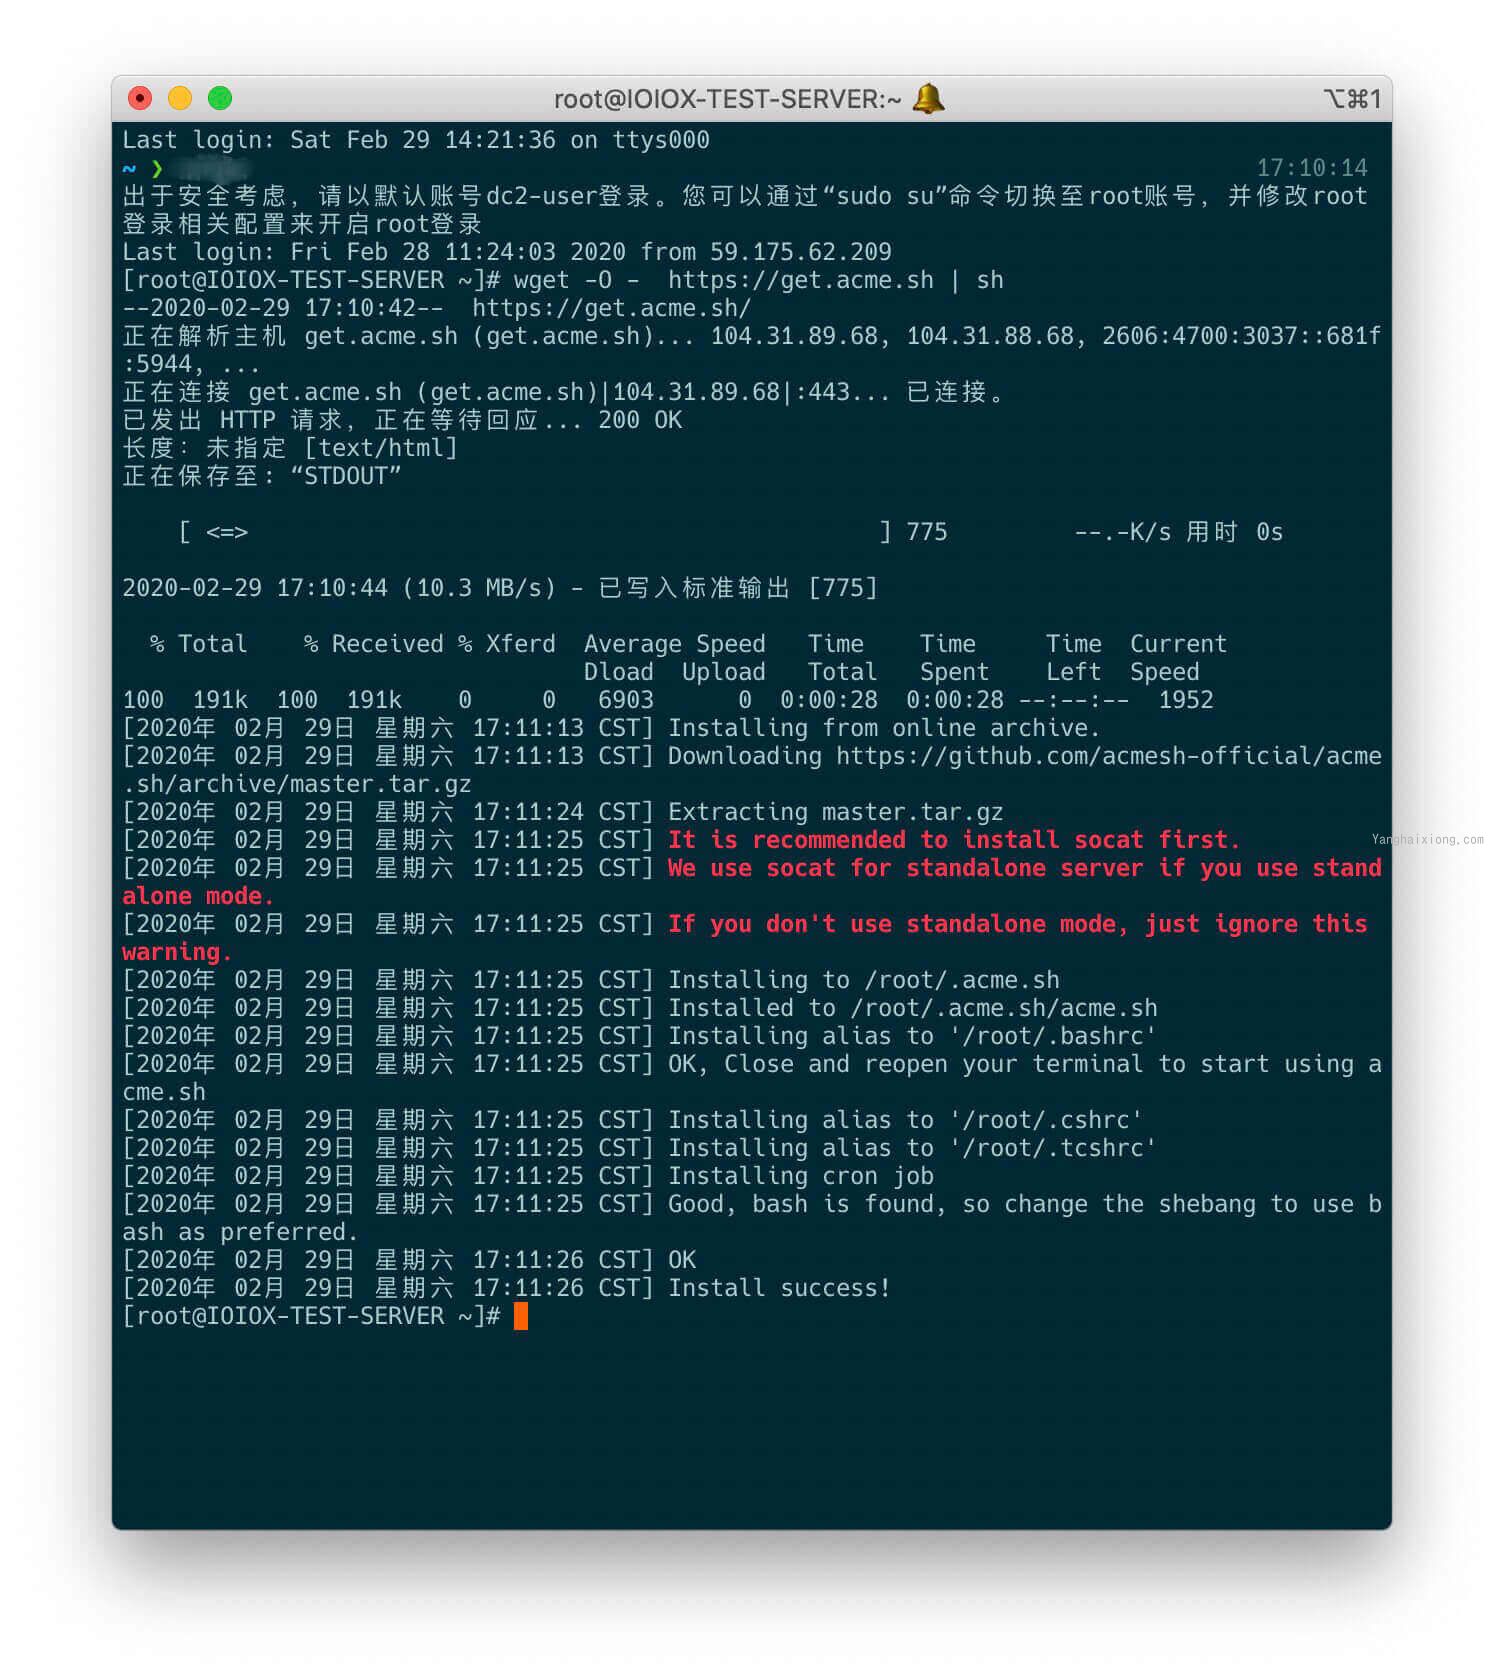 root@IOIOX-TEST-SERVER:~ 🔔 ⌥⌘1
Last login: Sat Feb 29 14:21:36 on ttys000
~ ❯ 17:10:14
出于安全考虑，请以默认账号dc2-user登录。您可以通过“sudo su”命令切换至root账号，并修改root
登录相关配置来开启root登录
Last login: Fri Feb 28 11:24:03 2020 from 59.175.62.209
[root@IOIOX-TEST-SERVER ~]# wget -O -  https://get.acme.sh | sh
--2020-02-29 17:10:42--  https://get.acme.sh/
正在解析主机 get.acme.sh (get.acme.sh)... 104.31.89.68, 104.31.88.68, 2606:4700:3037::681f
:5944, ...
正在连接 get.acme.sh (get.acme.sh)|104.31.89.68|:443... 已连接。
已发出 HTTP 请求，正在等待回应... 200 OK
长度：未指定 [text/html]
正在保存至: “STDOUT”
[ <=> ] 775 --.-K/s 用时 0s
2020-02-29 17:10:44 (10.3 MB/s) - 已写入标准输出 [775]
% Total    % Received % Xferd  Average Speed   Time    Time     Time  Current
Dload  Upload   Total   Spent    Left  Speed
100  191k  100  191k    0     0   6903      0  0:00:28  0:00:28 --:--:--  1952
[2020年 02月 29日 星期六 17:11:13 CST] Installing from online archive.
[2020年 02月 29日 星期六 17:11:13 CST] Downloading https://github.com/acmesh-official/acme
.sh/archive/master.tar.gz
[2020年 02月 29日 星期六 17:11:24 CST] Extracting master.tar.gz
[2020年 02月 29日 星期六 17:11:25 CST] It is recommended to install socat first.
Yanghaixiong.com
[2020年 02月 29日 星期六 17:11:25 CST] We use socat for standalone server if you use stand
alone mode.
[2020年 02月 29日 星期六 17:11:25 CST] If you don't use standalone mode, just ignore this
warning.
[2020年 02月 29日 星期六 17:11:25 CST] Installing to /root/.acme.sh
[2020年 02月 29日 星期六 17:11:25 CST] Installed to /root/.acme.sh/acme.sh
[2020年 02月 29日 星期六 17:11:25 CST] Installing alias to '/root/.bashrc'
[2020年 02月 29日 星期六 17:11:25 CST] OK, Close and reopen your terminal to start using a
cme.sh
[2020年 02月 29日 星期六 17:11:25 CST] Installing alias to '/root/.cshrc'
[2020年 02月 29日 星期六 17:11:25 CST] Installing alias to '/root/.tcshrc'
[2020年 02月 29日 星期六 17:11:25 CST] Installing cron job
[2020年 02月 29日 星期六 17:11:25 CST] Good, bash is found, so change the shebang to use b
ash as preferred.
[2020年 02月 29日 星期六 17:11:26 CST] OK
[2020年 02月 29日 星期六 17:11:26 CST] Install success!
[root@IOIOX-TEST-SERVER ~]#